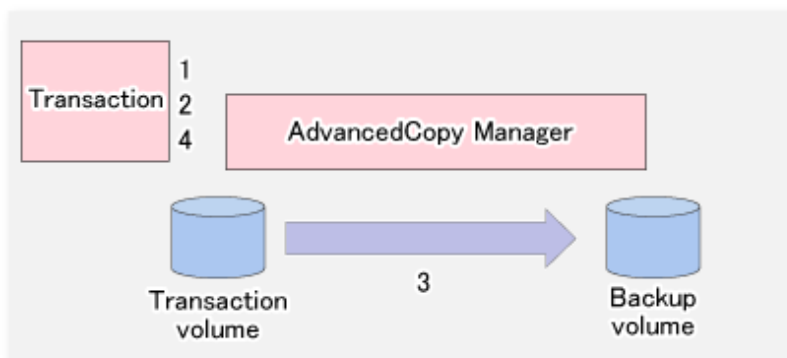 1
Transaction 2
4
AdvancedCopy Manager
3
Transaction
volume
Backup
volume